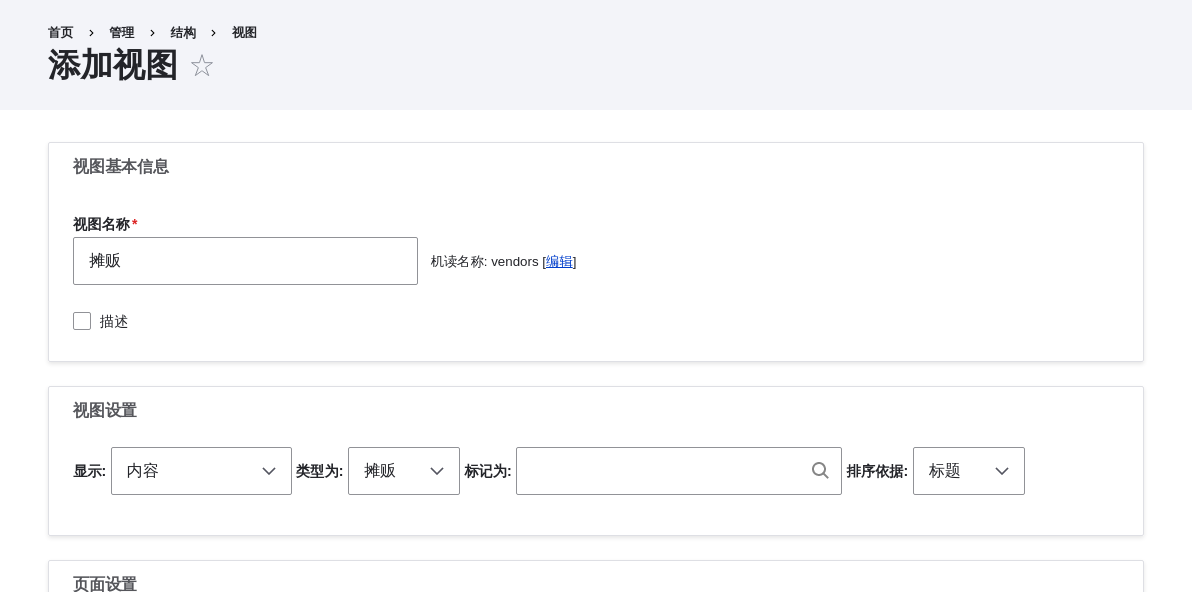 首页 › 管理 › 结构 › 视图
添加视图
视图基本信息
视图名称*
摊贩
机读名称: vendors [编辑]
描述
视图设置
显示: 内容 类型为: 摊贩 标记为: 排序依据: 标题
页面设置